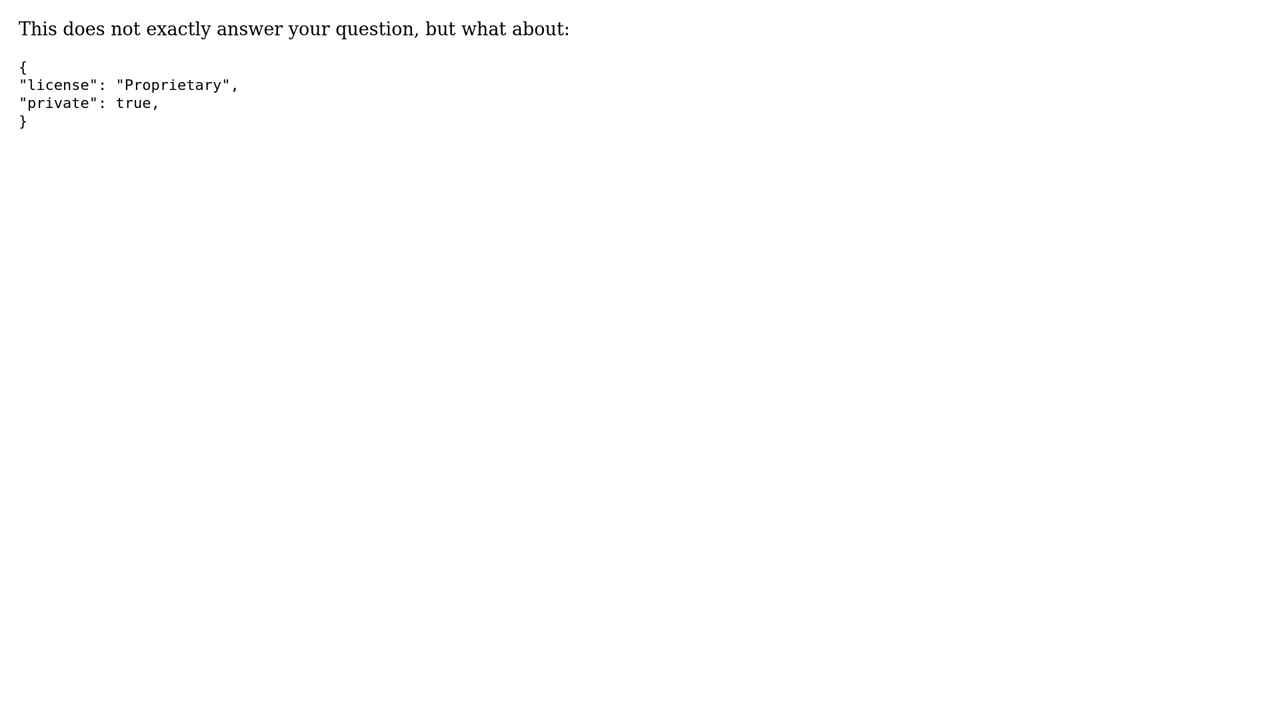 This does not exactly answer your question, but what about:
{
"license": "Proprietary",
"private": true,
}